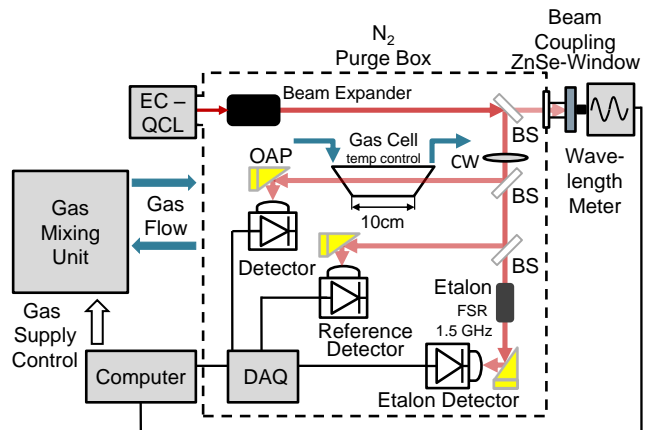 N2
Purge Box
Beam
Coupling
ZnSe-Window
EC –
QCL
Beam Expander
BS
Wave-
length
Meter
OAP
Gas Cell
temp control
CW
BS
10cm
Gas
Mixing
Unit
Gas
Flow
Detector
BS
Etalon
FSR
1.5 GHz
Reference
Detector
Gas
Supply
Control
Computer
DAQ
Etalon Detector